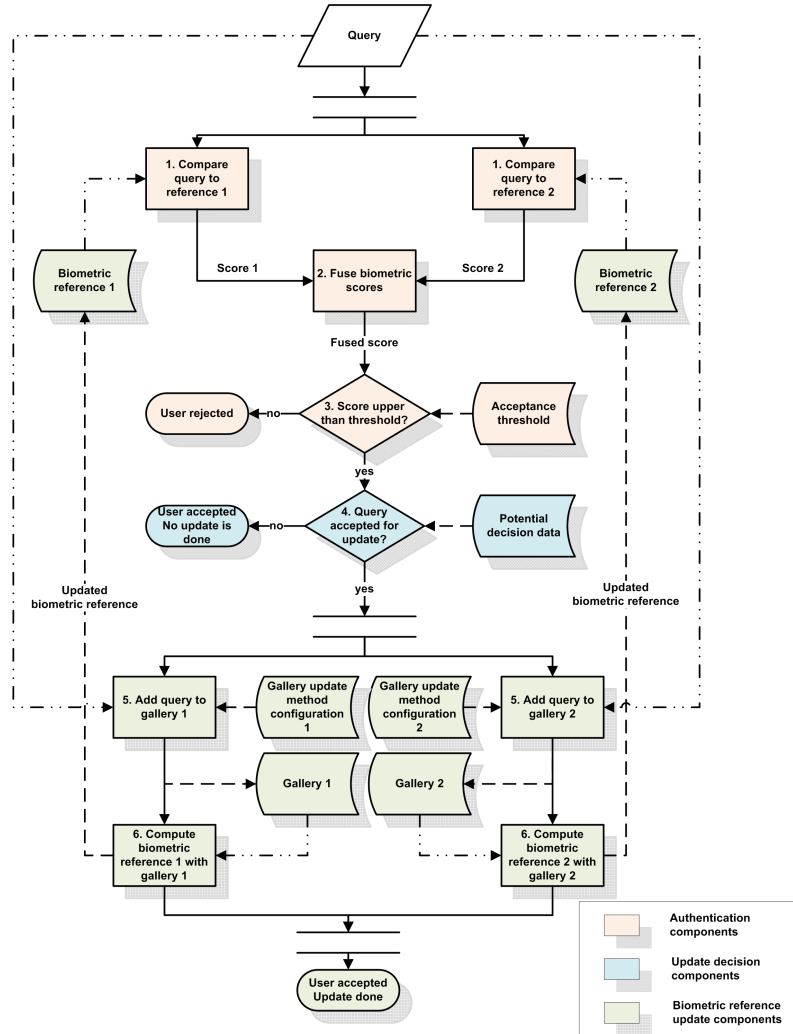 Query
1. Compare
query to
reference 1
1. Compare
query to
reference 2
Biometric
reference 1
Score 1
2. Fuse biometric
scores
Score 2
Biometric
reference 2
Fused score
User rejected
no
3. Score upper
than threshold?
Acceptance
threshold
yes
User accepted
No update is
done
no
4. Query
accepted for
update?
Potential
decision data
yes
Updated
biometric reference
Updated
biometric reference
5. Add query to
gallery 1
Gallery update
method
configuration
1
Gallery update
method
configuration
2
5. Add query to
gallery 2
Gallery 1
Gallery 2
6. Compute
biometric
reference 1 with
gallery 1
6. Compute
biometric
reference 2 with
gallery 2
User accepted
Update done
Authentication
components
Update decision
components
Biometric reference
update components